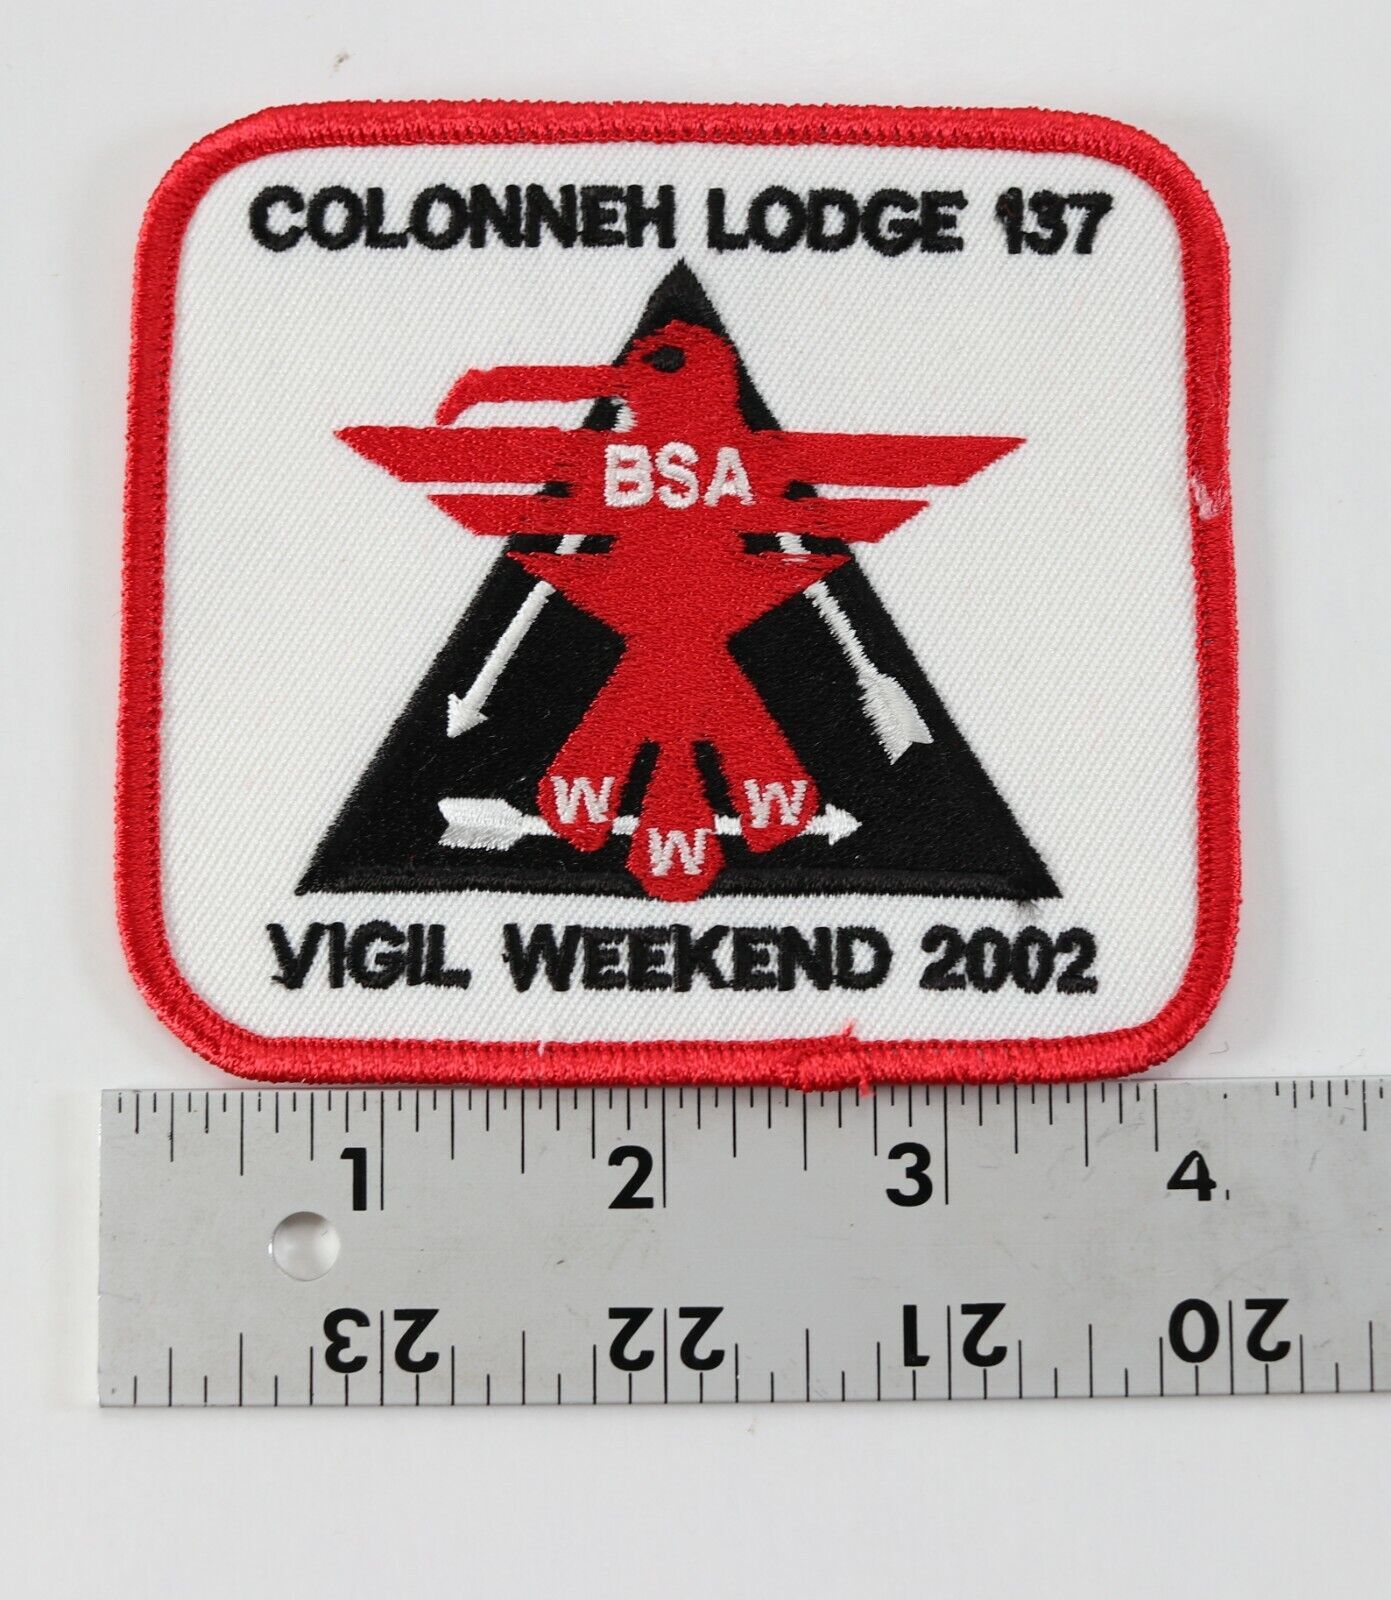 COLONNEH LODGE 137
BSA
W W W
VIGIL WEEKEND 2002
1 2 3 4
23 22 21 20